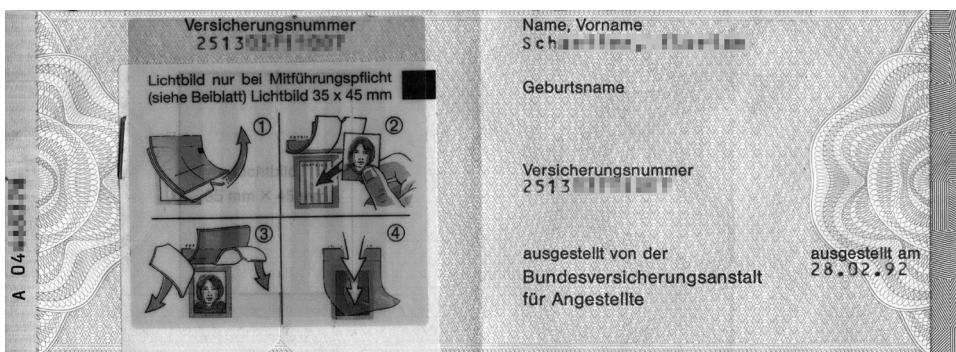 Versicherungsnummer
2513
Lichtbild nur bei Mitführungspflicht
(siehe Beiblatt) Lichtbild 35 x 45 mm
1
2
3
4
A 04
Name, Vorname
Geburtsname
Versicherungsnummer
2513
ausgestellt von der
Bundesversicherungsanstalt
für Angestellte
ausgestellt am
28.02.92